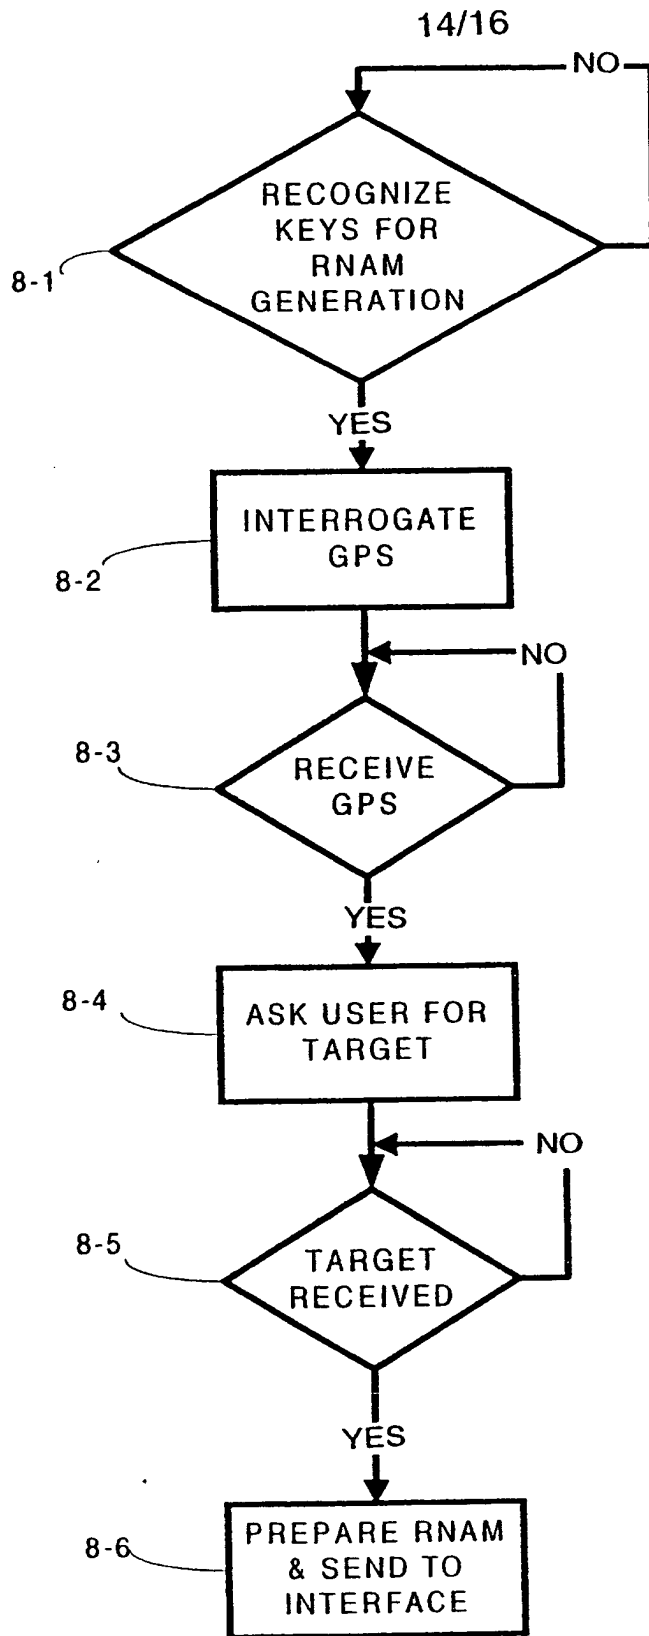 14/16
NO
RECOGNIZE
KEYS FOR
RNAM
GENERATION
8-1
YES
INTERROGATE
GPS
8-2
NO
8-3
RECEIVE
GPS
YES
8-4
ASK USER FOR
TARGET
NO
8-5
TARGET
RECEIVED
YES
8-6
PREPARE RNAM
& SEND TO
INTERFACE